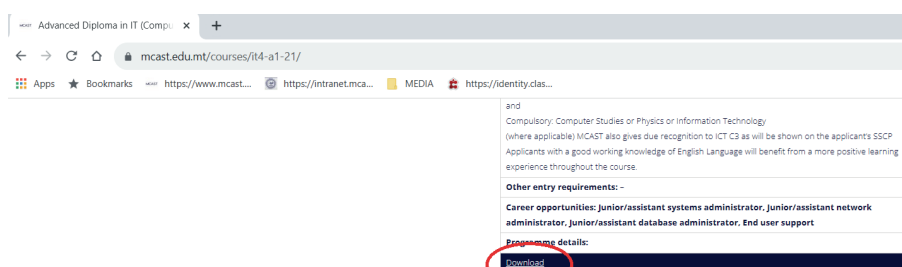 MCAST Advanced Diploma in IT (Compu × +
mcast.edu.mt/courses/it4-a1-21/
Apps Bookmarks MCAST https://www.mcast.... https://intranet.mca... MEDIA https://identity.clas...
and
Compulsory: Computer Studies or Physics or Information Technology
(where applicable) MCAST also gives due recognition to ICT C3 as will be shown on the applicant's SSCP
Applicants with a good working knowledge of English Language will benefit from a more positive learning
experience throughout the course.
Other entry requirements: -
Career opportunities: Junior/assistant systems administrator, Junior/assistant network
administrator, Junior/assistant database administrator, End user support
Programme details:
Download